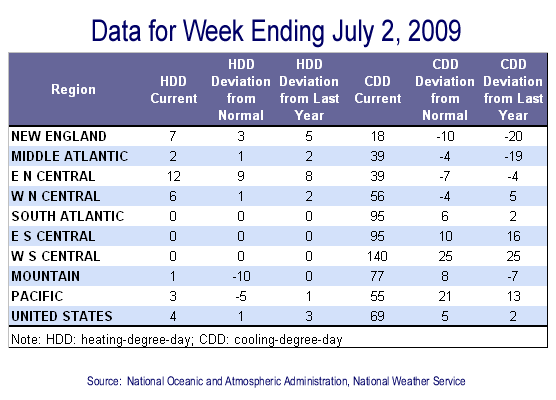 Data for Week Ending July 2, 2009
Region HDD Current HDD Deviation from Normal HDD Deviation from Last Year CDD Current CDD Deviation from Normal CDD Deviation from Last Year
NEW ENGLAND 7 3 5 18 -10 -20
MIDDLE ATLANTIC 2 1 2 39 -4 -19
E N CENTRAL 12 9 8 39 -7 -4
W N CENTRAL 6 1 2 56 -4 5
SOUTH ATLANTIC 0 0 0 95 6 2
E S CENTRAL 0 0 0 95 10 16
W S CENTRAL 0 0 0 140 25 25
MOUNTAIN 1 -10 0 77 8 -7
PACIFIC 3 -5 1 55 21 13
UNITED STATES 4 1 3 69 5 2
Note: HDD: heating-degree-day; CDD: cooling-degree-day
Source: National Oceanic and Atmospheric Administration, National Weather Service